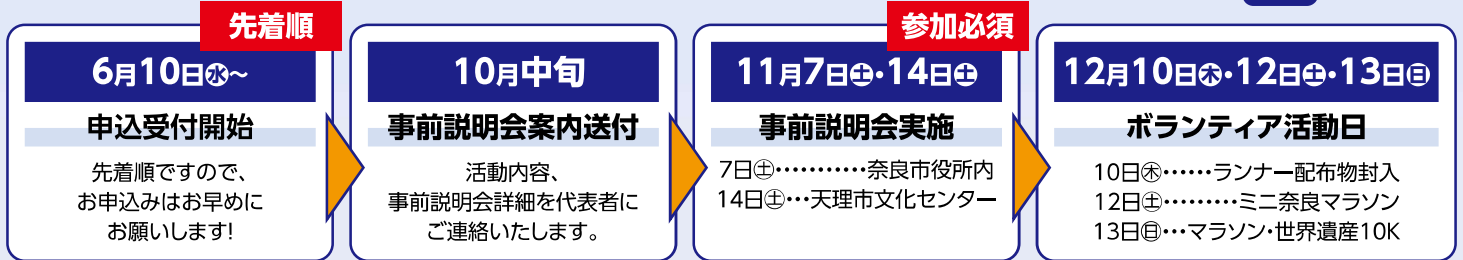 先着順
6月10日㊌~
申込受付開始
先着順ですので、
お申込みはお早めに
お願いします!
10月中旬
事前説明会案内送付
活動内容、
事前説明会詳細を代表者に
ご連絡いたします。
参加必須
11月7日㊏・14日㊏
事前説明会実施
7日㊏…………奈良市役所内
14日㊏…天理市文化センター
12月10日㊍・12日㊏・13日㊐
ボランティア活動日
10日㊍……ランナー配布物封入
12日㊏………ミニ奈良マラソン
13日㊐…マラソン・世界遺産10K